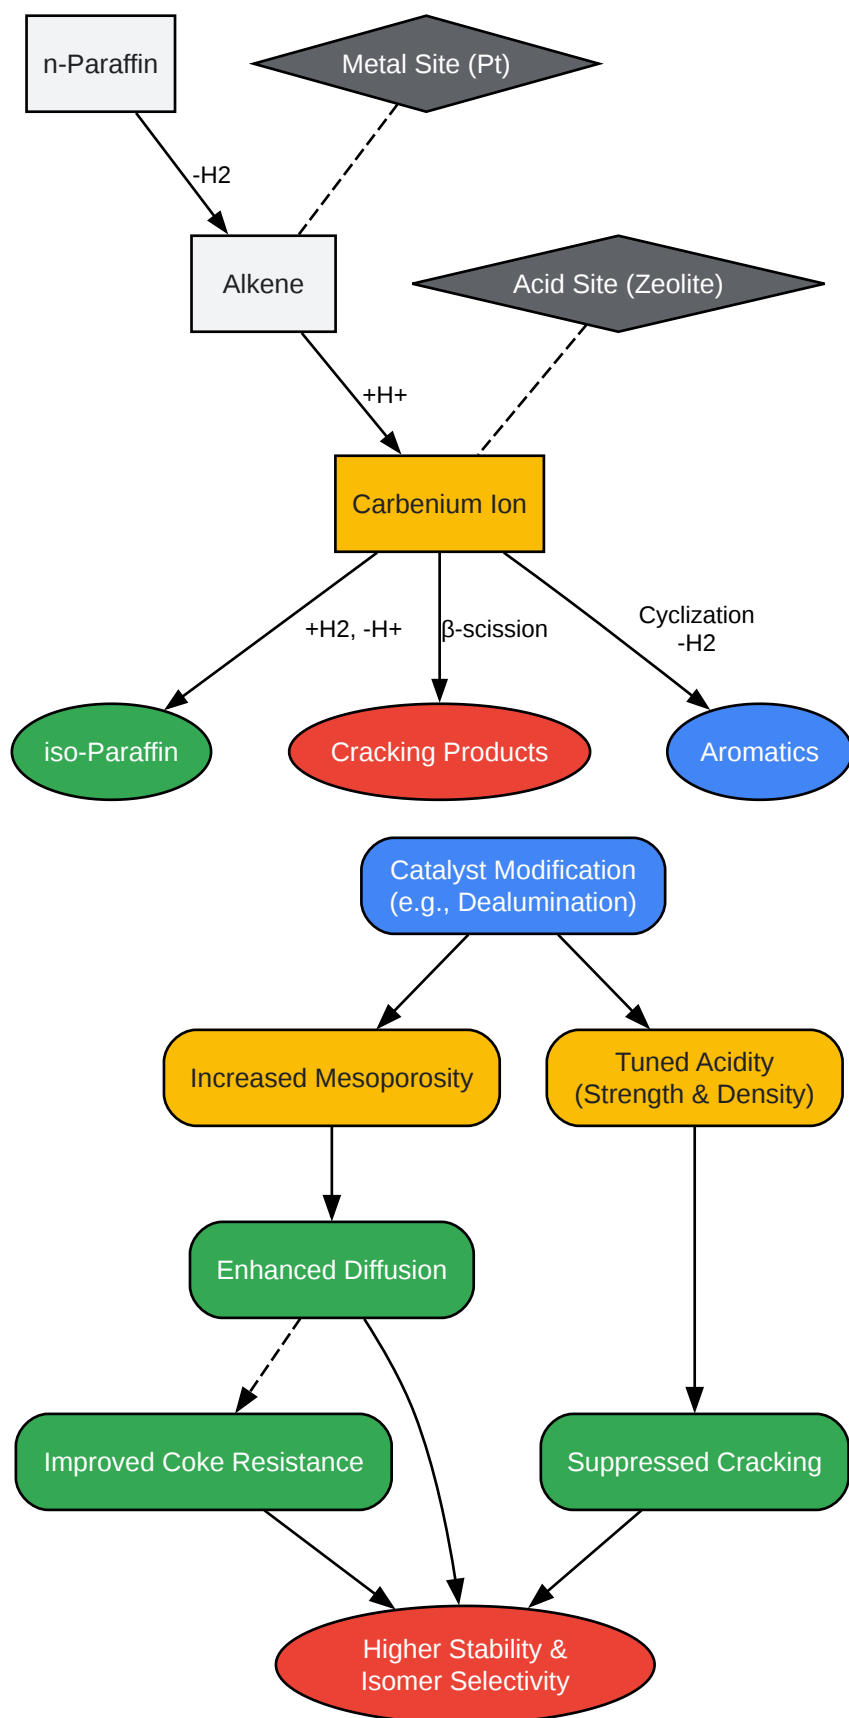 n-Paraffin
Metal Site (Pt)
-H2
Alkene
Acid Site (Zeolite)
+H+
Carbenium Ion
+H2, -H+
β-scission
Cyclization
-H2
iso-Paraffin
Cracking Products
Aromatics
Catalyst Modification
(e.g., Dealumination)
Increased Mesoporosity
Tuned Acidity
(Strength & Density)
Enhanced Diffusion
Improved Coke Resistance
Suppressed Cracking
Higher Stability &
Isomer Selectivity